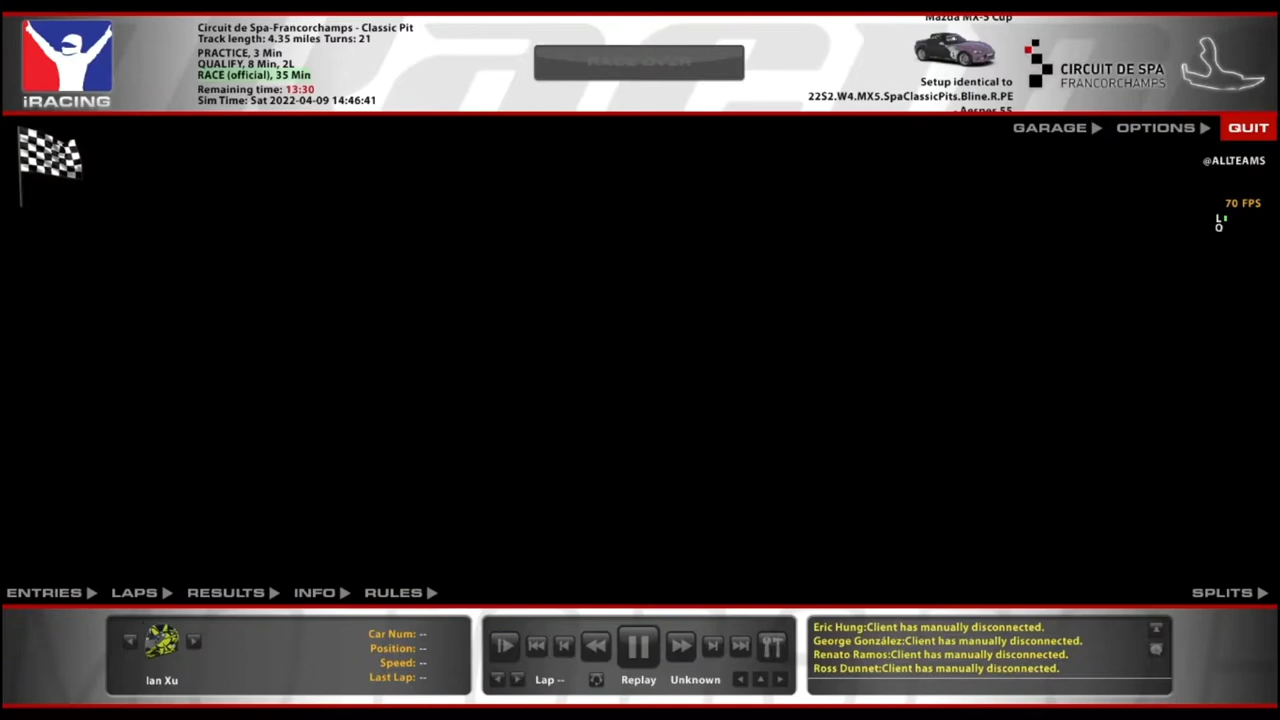 Circuit de Spa-Francorchamps - Classic Pit
Track length: 4.35 miles Turns: 21
PRACTICE, 3 Min
QUALIFY, 8 Min, 2L
RACE (official), 35 Min
Remaining time: 13:30
Sim Time: Sat 2022-04-09 14:46:41
iRACING
RACE OVER
Mazda MX-5 Cup
Setup identical to
22S2.W4.MX5.SpaClassicPits.Bline.R.PE
CIRCUIT DE SPA
FRANCORCHAMPS
GARAGE
OPTIONS
QUIT
@ALLTEAMS
70 FPS
L
Q
ENTRIES
LAPS
RESULTS
INFO
RULES
SPLITS
Car Num: --
Position: --
Speed: --
Last Lap: --
Ian Xu
Lap --
Replay
Unknown
Eric Hung:Client has manually disconnected.
George González:Client has manually disconnected.
Renato Ramos:Client has manually disconnected.
Ross Dunnet:Client has manually disconnected.